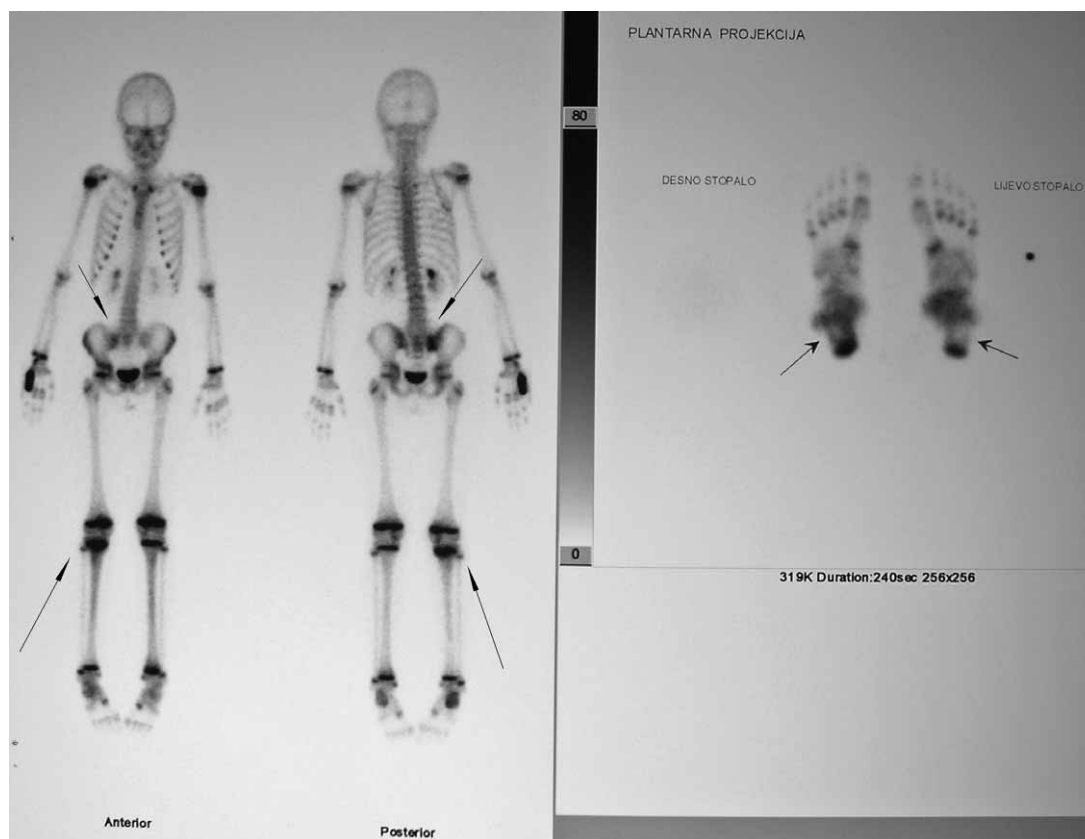 PLANTARNA PROJEKCIJA
80
DESNO STOPALO
LIJEVO STOPALO
0
319K Duration:240sec 256x256
Anterior
Posterior